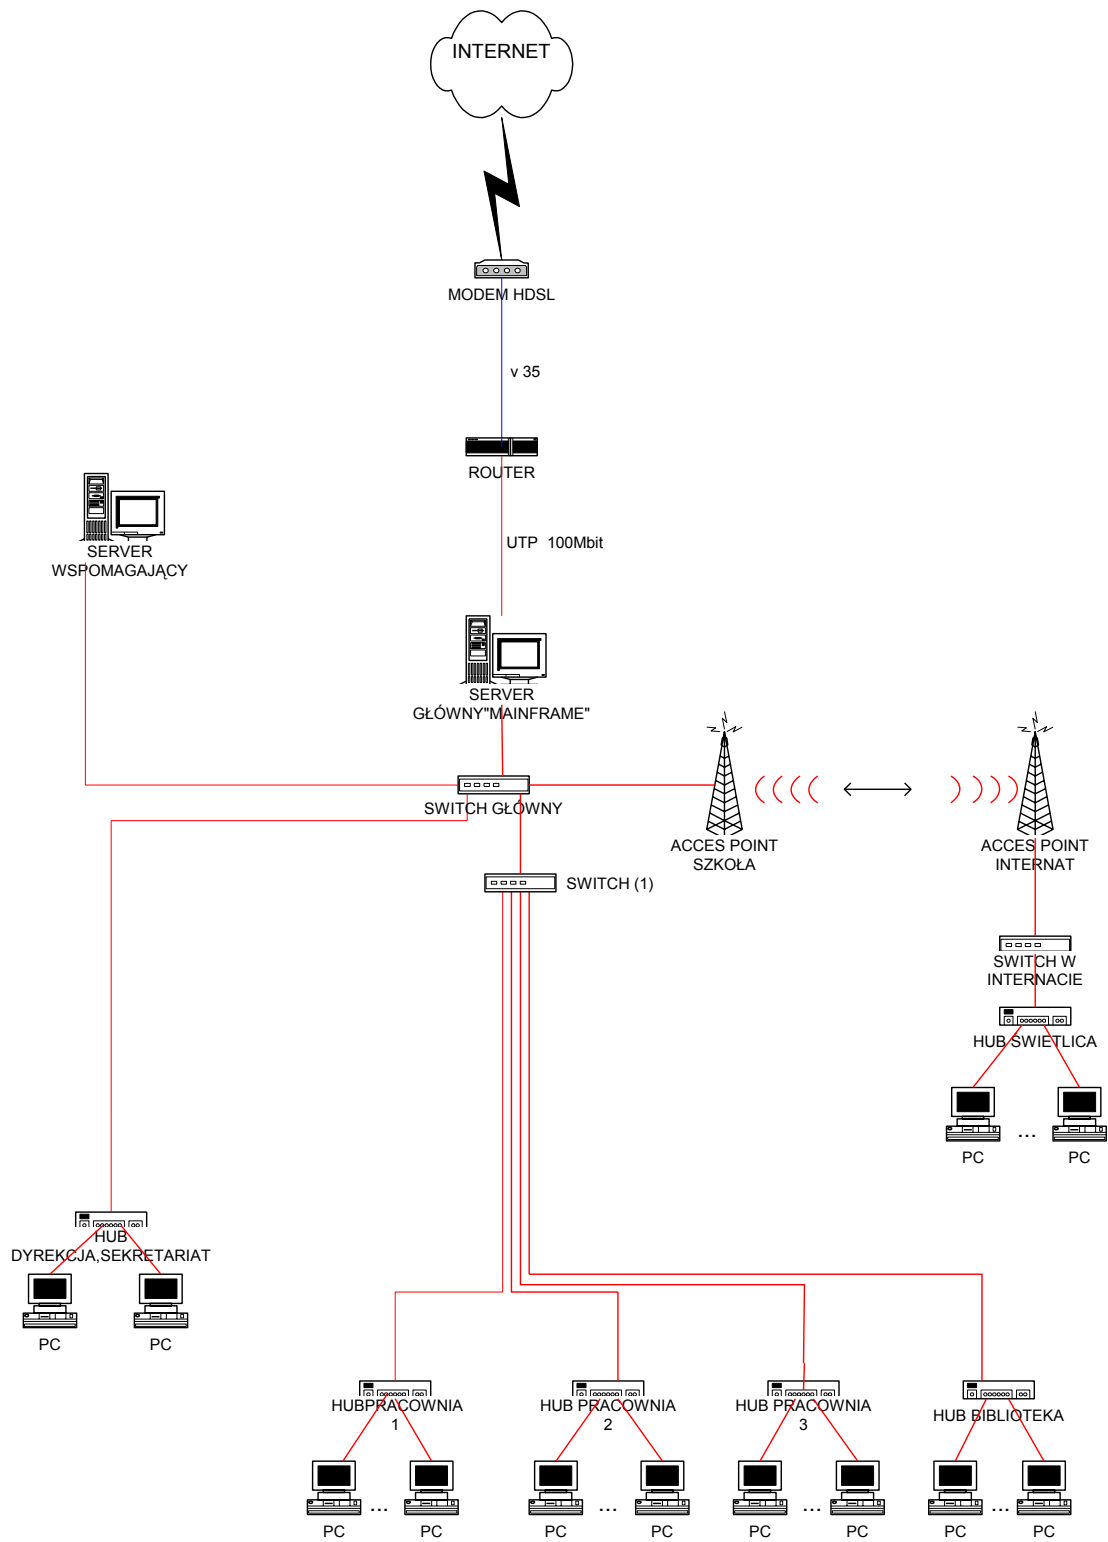 INTERNET
MODEM HDSL
v 35
ROUTER
UTP 100Mbit
SERVER
WSPOMAGAJĄCY
SERVER
GŁÓWNY"MAINFRAME"
SWITCH GŁÓWNY
ACCES POINT
SZKOŁA
ACCES POINT
INTERNAT
SWITCH (1)
SWITCH W
INTERNACIE
HUB SWIETLICA
...
PC
PC
HUB
DYREKCJA,SEKRETARIAT
PC
PC
HUBPRACOWNIA
1
HUB PRACOWNIA
2
HUB PRACOWNIA
3
HUB BIBLIOTEKA
...
...
...
...
PC
PC
PC
PC
PC
PC
PC
PC